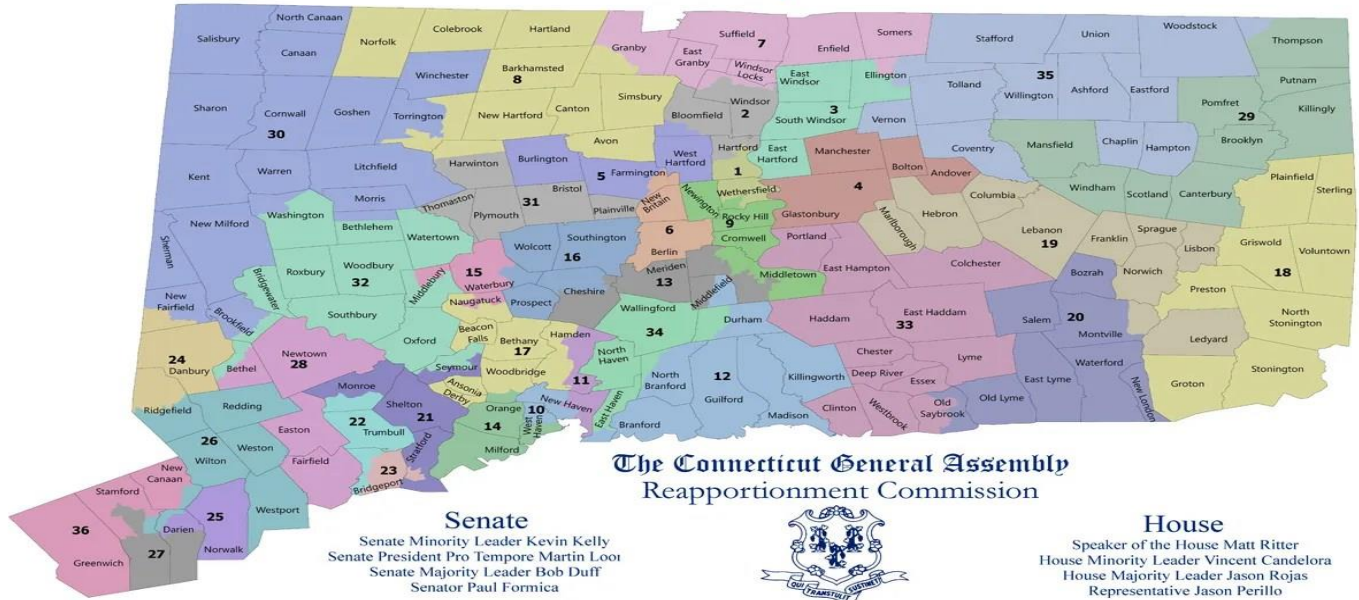 North Canaan
Salisbury
Canaan
Norfolk
Colebrook
Hartland
Granby
Suffield
7
East
Granby
Windsor
Locks
Enfield
Somers
Stafford
Union
Woodstock
Thompson
Winchester
Barkhamsted
8
East
Windsor
Ellington
Tolland
35
Willington
Ashford
Eastford
Putnam
Sharon
Cornwall
30
Goshen
Torrington
New Hartford
Canton
Simsbury
Windsor
Bloomfield
2
3
South Windsor
Vernon
Pomfret
29
Killingly
Avon
West
Hartford
Hartford
East
Hartford
Manchester
Bolton
Andover
Coventry
Mansfield
Chaplin
Hampton
Brooklyn
Kent
Warren
Litchfield
Harwinton
Burlington
5
Farmington
1
Wethersfield
4
Columbia
Windham
Scotland
Canterbury
Plainfield
Sterling
Morris
Thomaston
Bristol
31
Plymouth
Plainville
New
Britain
Newington
9
Rocky Hill
Glastonbury
Marlborough
Hebron
Lebanon
19
Franklin
Sprague
Lisbon
New Milford
Washington
Bethlehem
Watertown
Wolcott
Southington
16
6
Berlin
Cromwell
Portland
Griswold
Voluntown
Sherman
Bridgewater
Roxbury
Woodbury
32
Middlebury
15
Waterbury
Meriden
13
Middlefield
Middletown
East Hampton
Colchester
Bozrah
Norwich
18
Preston
New
Fairfield
Brookfield
Southbury
Naugatuck
Prospect
Cheshire
Wallingford
34
Durham
Haddam
East Haddam
33
Salem
20
Montville
North
Stonington
24
Danbury
Bethel
Newtown
28
Oxford
Beacon
Falls
Bethany
17
Woodbridge
Hamden
North
Haven
Chester
Lyme
Waterford
Ledyard
Ridgefield
Redding
Monroe
Seymour
Ansonia
Derby
11
North
Branford
12
Guilford
Killingworth
Deep River
Essex
East Lyme
New London
Groton
Stonington
26
Wilton
Weston
Easton
22
Trumbull
Shelton
21
Stratford
Orange
14
Milford
10
West
Haven
New Haven
East Haven
Branford
Madison
Clinton
Westbrook
Old
Saybrook
Old Lyme
Fairfield
23
Bridgeport
New
Canaan
Stamford
36
Greenwich
27
Darien
25
Norwalk
Westport
The Connecticut General Assembly
Reapportionment Commission
Senate
Senate Minority Leader Kevin Kelly
Senate President Pro Tempore Martin Loo
Senate Majority Leader Bob Duff
Senator Paul Formica
QUI TRANSTULIT SUSTINET
House
Speaker of the House Matt Ritter
House Minority Leader Vincent Candelora
House Majority Leader Jason Rojas
Representative Jason Perillo